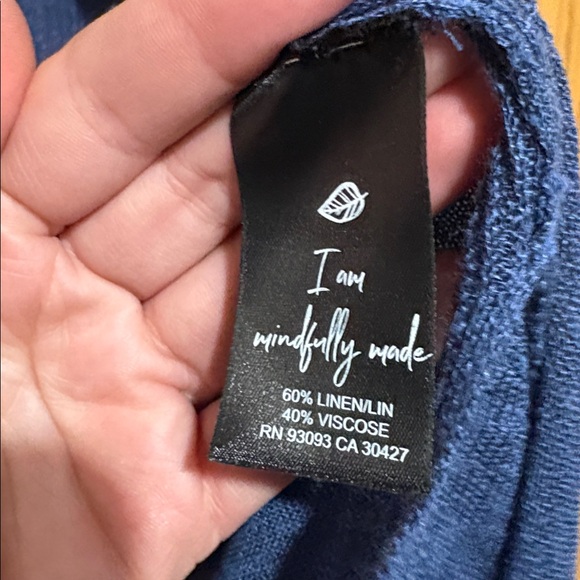 I am
mindfully made
60% LINEN/LIN
40% VISCOSE
RN 93093 CA 30427